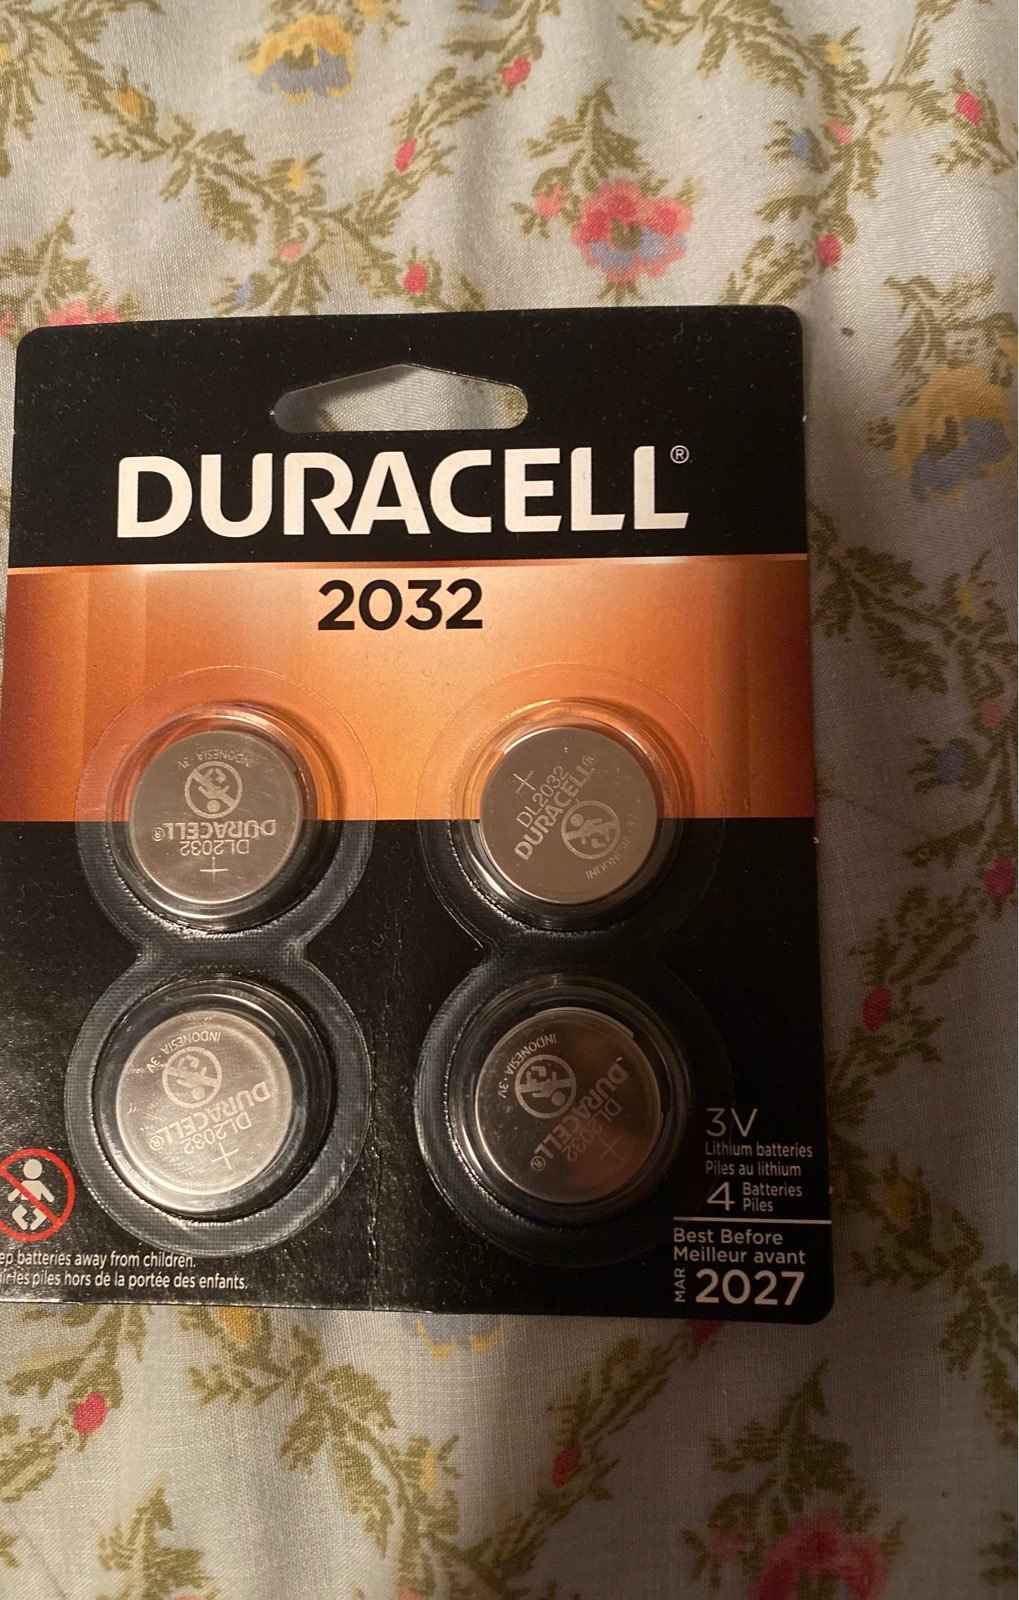 DURACELL®
2032
INDONESIA · 3V
DURACELL®
DL2032
+
+
DL2032
DURACELL®
INDONESIA · 3V
DURACELL®
DL2032
+
INDONESIA · 3V
DURACELL®
DL2032
+
3V
Lithium batteries
Piles au lithium
4 Batteries
Piles
Best Before
Meilleur avant
MAR 2027
batteries away from children.
les piles hors de la portée des enfants.